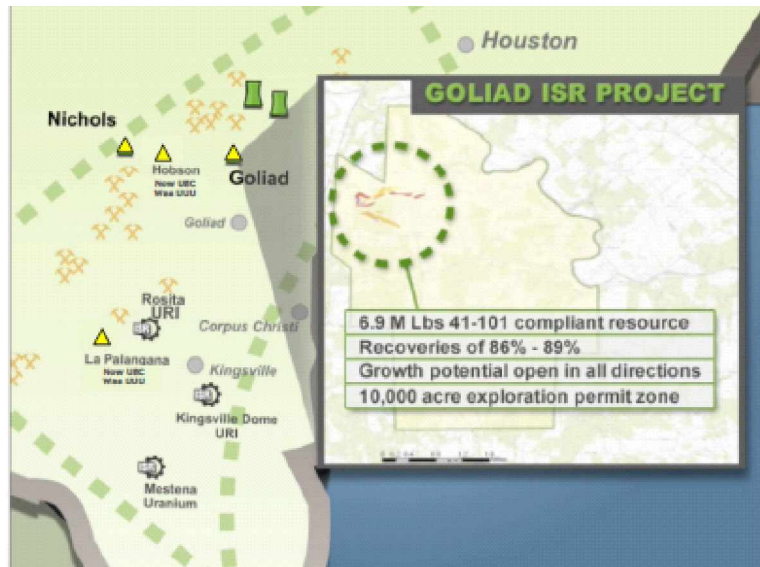 Houston
GOLIAD ISR PROJECT
Nichols
Hobson
Now UEC
Was UUU
Goliad
Goliad
6.9 M Lbs 41-101 compliant resource
Recoveries of 86% - 89%
Growth potential open in all directions
10,000 acre exploration permit zone
Rosita
URI
Corpus Christi
La Palangana
Now UEC
Was UUU
Kingsville
Kingsville Dome
URI
Mestena
Uranium